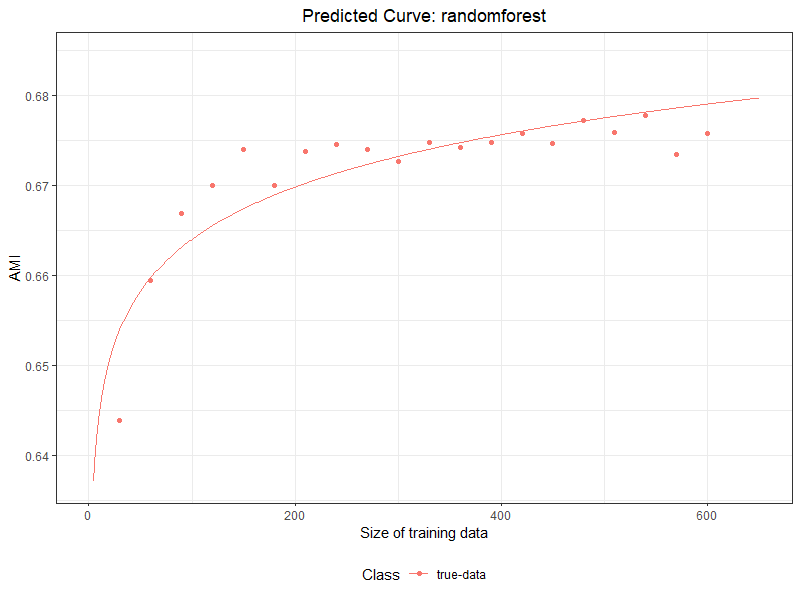 Predicted Curve: randomforest
0.68
0.67
0.66
0.65
0.64
AMI
0 200 400 600
Size of training data
Class true-data